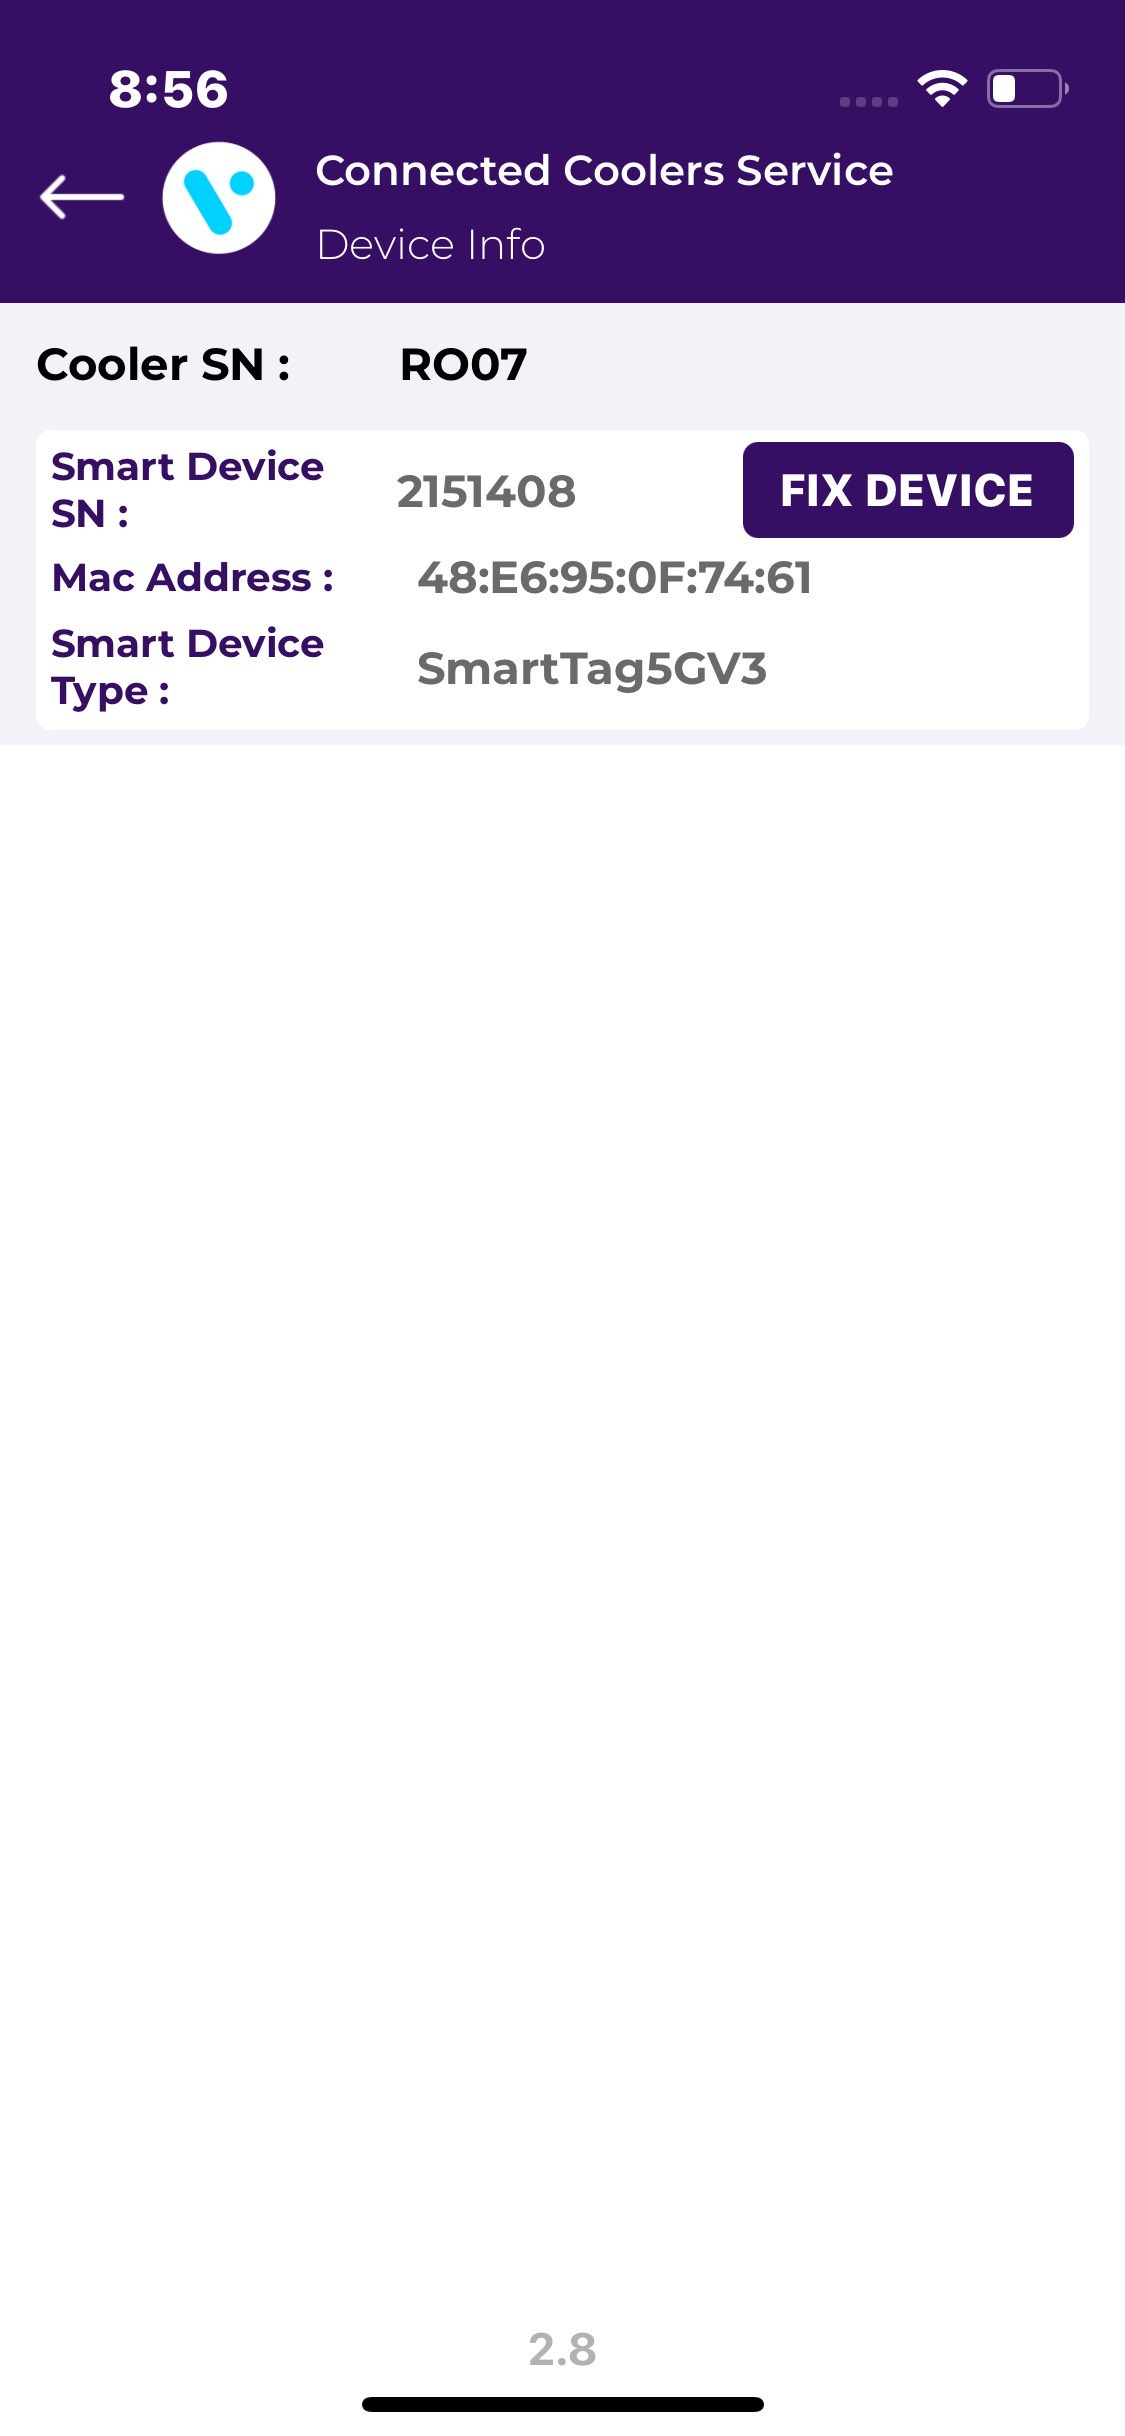 8:56
Connected Coolers Service
Device Info
Cooler SN : RO07
Smart Device
SN : 2151408 FIX DEVICE
Mac Address : 48:E6:95:0F:74:61
Smart Device
Type : SmartTag5GV3
2.8